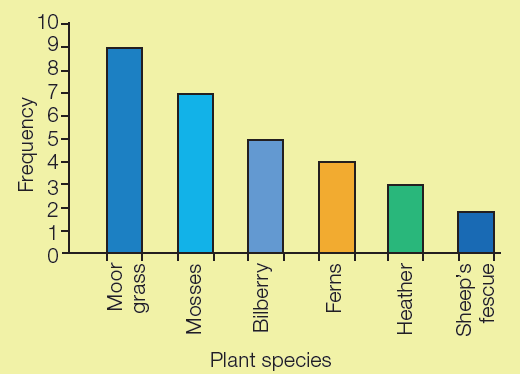 10
9
8
7
6
5
4
3
2
1
0
Frequency
Moor
grass
Mosses
Bilberry
Ferns
Heather
Sheep's
fescue
Plant species